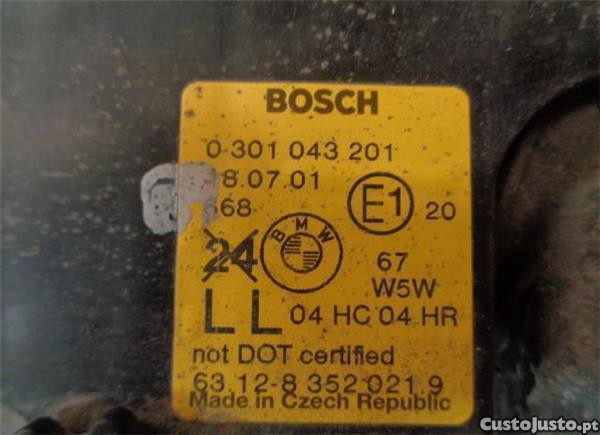 BOSCH
0 301 043 201
8.07.01
668
E1 20
24 BMW 67
W5W
LL 04 HC 04 HR
not DOT certified
63.12-8 352 021.9
Made in Czech Republic
CustoJusto.pt